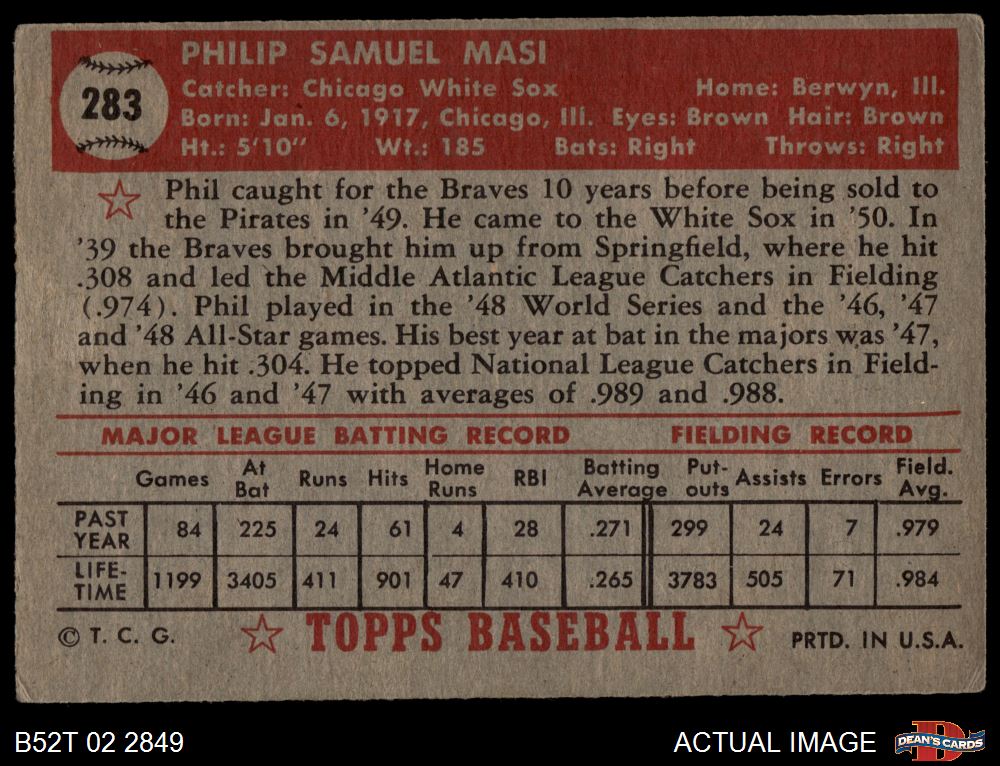 283
PHILIP SAMUEL MASI
Catcher: Chicago White Sox Home: Berwyn, Ill.
Born: Jan. 6, 1917, Chicago, Ill. Eyes: Brown Hair: Brown
Ht.: 5'10" Wt.: 185 Bats: Right Throws: Right
Phil caught for the Braves 10 years before being sold to
the Pirates in '49. He came to the White Sox in '50. In
'39 the Braves brought him up from Springfield, where he hit
.308 and led the Middle Atlantic League Catchers in Fielding
(.974). Phil played in the '48 World Series and the '46, '47
and '48 All-Star games. His best year at bat in the majors was '47,
when he hit .304. He topped National League Catchers in Field-
ing in '46 and '47 with averages of .989 and .988.
MAJOR LEAGUE BATTING RECORD FIELDING RECORD
Games At Bat Runs Hits Home Runs RBI Batting Average Put-outs Assists Errors Field. Avg.
PAST YEAR 84 225 24 61 4 28 .271 299 24 7 .979
LIFE-TIME 1199 3405 411 901 47 410 .265 3783 505 71 .984
© T. C. G. TOPPS BASEBALL PRTD. IN U.S.A.
B52T 02 2849 ACTUAL IMAGE DEAN'S CARDS